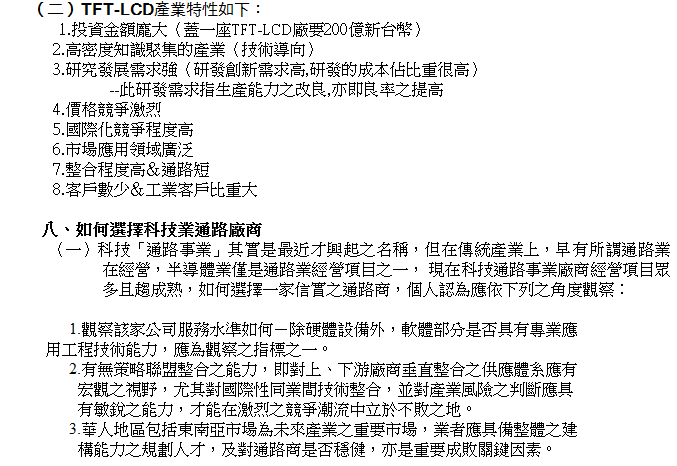 （二）TFT-LCD產業特性如下：
1.投資金額龐大（蓋一座TFT-LCD廠要200億新台幣）
2.高密度知識聚集的產業（技術導向）
3.研究發展需求強（研發創新需求高,研發的成本佔比重很高）
--此研發需求指生產能力之改良,亦即良率之提高
4.價格競爭激烈
5.國際化競爭程度高
6.市場應用領域廣泛
7.整合程度高＆通路短
8.客戶數少＆工業客戶比重大
八、如何選擇科技業通路廠商
（一）科技「通路事業」其實是最近才興起之名稱，但在傳統產業上，早有所謂通路業
在經營，半導體業僅是通路業經營項目之一， 現在科技通路事業廠商經營項目眾
多且趨成熟，如何選擇一家信實之通路商，個人認為應依下列之角度觀察：
1.觀察該家公司服務水準如何－除硬體設備外，軟體部分是否具有專業應
用工程技術能力，應為觀察之指標之一。
2.有無策略聯盟整合之能力，即對上、下游廠商垂直整合之供應體系應有
宏觀之視野，尤其對國際性同業間技術整合，並對產業風險之判斷應具
有敏銳之能力，才能在激烈之競爭潮流中立於不敗之地。
3.華人地區包括東南亞市場為未來產業之重要市場，業者應具備整體之建
構能力之規劃人才，及對通路商是否穩健，亦是重要成敗關鍵因素。